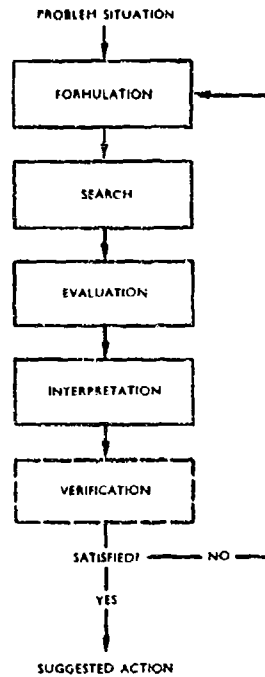 PROBLEM SITUATION
FORMULATION
SEARCH
EVALUATION
INTERPRETATION
VERIFICATION
SATISFIED? NO
YES
SUGGESTED ACTION